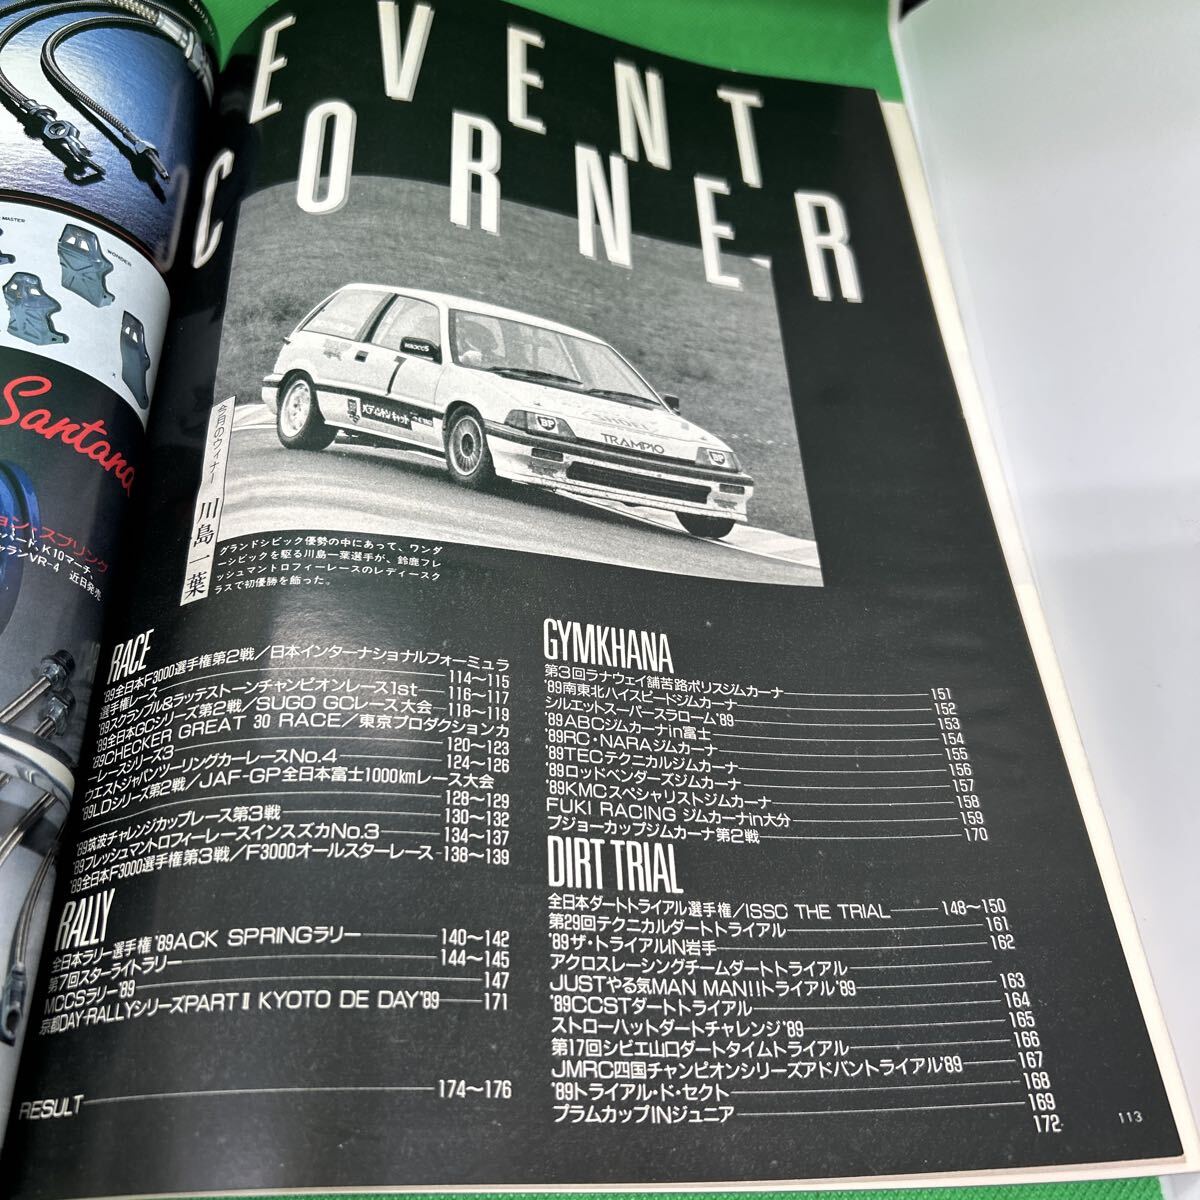 EVENT
CORNER
MASTER
WONDER
Santana
ョン・スプリング
パード、K10マーチ、
ャランVR-4 近日発売
MOCCS
7
BP
TRAMPIO
BP
今月のウィナー
川島一葉
グランドシビック優勢の中にあって、ワンダ
ーシビックを駆る川島一葉選手が、鈴鹿フレ
ッシュマントロフィーレースのレディースク
ラスで初優勝を飾った。
RACE
'89全日本F3000選手権第2戦／日本インターナショナルフォーミュラ
選手権レース 114〜115
'89スクランブル&ラッテストーンチャンピオンレース1st 116〜117
'89全日本GCシリーズ第2戦／SUGO GCレース大会 118〜119
'89CHECKER GREAT 30 RACE／東京プロダクションカ
ーレースシリーズ3 120〜123
ウエストジャパンツーリングカーレースNo.4 124〜126
'89LDシリーズ第2戦／JAF-GP全日本富士1000kmレース大会
128〜129
'89筑波チャレンジカップレース第3戦 130〜132
'89フレッシュマントロフィーレースインスズカNo.3 134〜137
'89全日本F3000選手権第3戦／F3000オールスターレース 138〜139
RALLY
全日本ラリー選手権'89ACK SPRINGラリー 140〜142
第7回スターライトラリー 144〜145
MCCSラリー'89 147
京都DAY-RALLYシリーズPARTⅡ KYOTO DE DAY'89 171
RESULT 174〜176
GYMKHANA
第3回ラナウェイ舗苦路ポリスジムカーナ 151
'89南東北ハイスピードジムカーナ 152
シルエットスーパースラローム'89 153
'89ABCジムカーナin富士 154
'89RC・NARAジムカーナ 155
'89TECテクニカルジムカーナ 156
'89ロッドベンダーズジムカーナ 157
'89KMCスペシャリストジムカーナ 158
FUKI RACING ジムカーナin大分 159
プジョーカップジムカーナ第2戦 170
DIRT TRIAL
全日本ダートトライアル選手権／ISSC THE TRIAL 148〜150
第29回テクニカルダートトライアル 161
'89ザ・トライアルIN岩手 162
アクロスレーシングチームダートトライアル 163
JUSTやる気MAN MAN!!トライアル'89 164
'89CCSTダートトライアル 165
ストローハットダートチャレンジ'89 166
第17回シビエ山口ダートタイムトライアル 167
JMRC四国チャンピオンシリーズアドバントライアル'89 168
'89トライアル・ド・セクト 169
プラムカップINジュニア 172
113